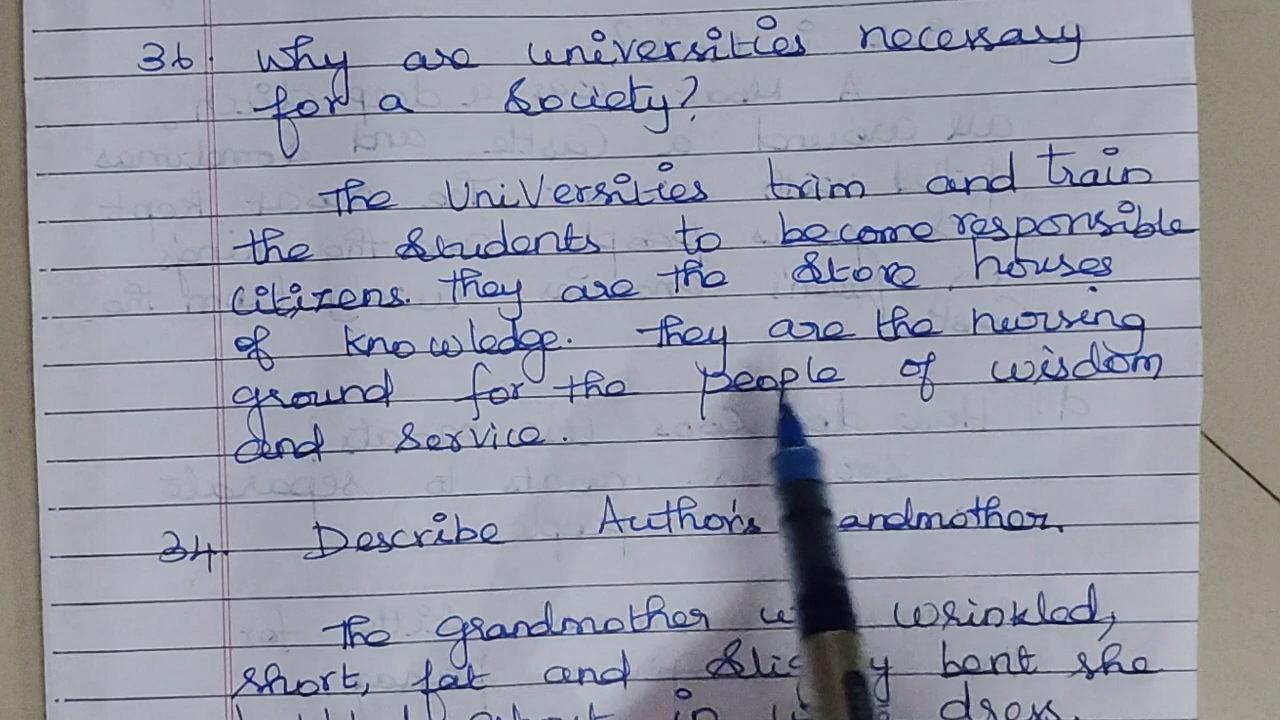 36. Why are universities necessary
for a society?
The Universities trim and train
the students to become responsible
citizens. They are the store houses
of knowledge. They are the nursing
ground for the people of wisdom
and service.
34. Describe Author's andmother.
The grandmother wrinkled,
short, fat and bent she
in dress.